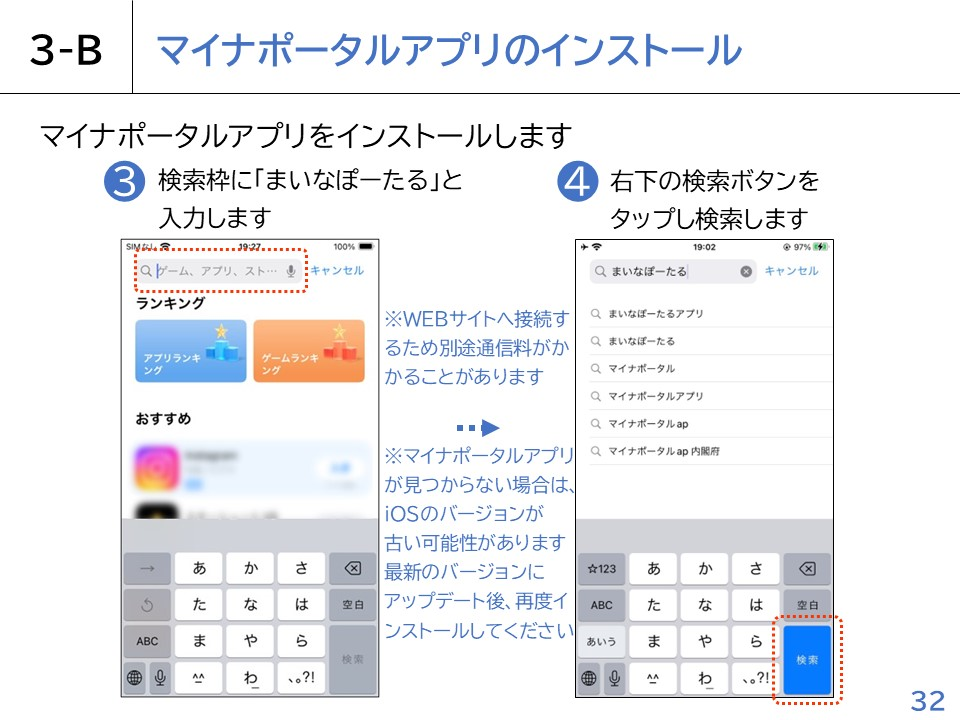 3-B
マイナポータルアプリのインストール
マイナポータルアプリをインストールします
3
検索枠に「まいなぽーたる」と
入力します
SIMなし
19:27
100%
ゲーム、アプリ、スト…
キャンセル
ランキング
アプリランキ
ング
ゲームランキ
ング
おすすめ
Instagram
→
あ
か
さ
た
な
は
空白
ABC
ま
や
ら
検索
^^
わ
、。?!
※WEBサイトへ接続す
るため別途通信料がか
かることがあります
※マイナポータルアプリ
が見つからない場合は、
iOSのバージョンが
古い可能性があります
最新のバージョンに
アップデート後、再度イ
ンストールしてください
4
右下の検索ボタンを
タップし検索します
19:02
97%
まいなぽーたる
キャンセル
まいなぽーたるアプリ
まいなぽーたる
マイナポータル
マイナポータルアプリ
マイナポータル ap
マイナポータル ap 内閣府
☆123
あ
か
さ
ABC
た
な
は
空白
あいう
ま
や
ら
検索
^^
わ
、。?!
32